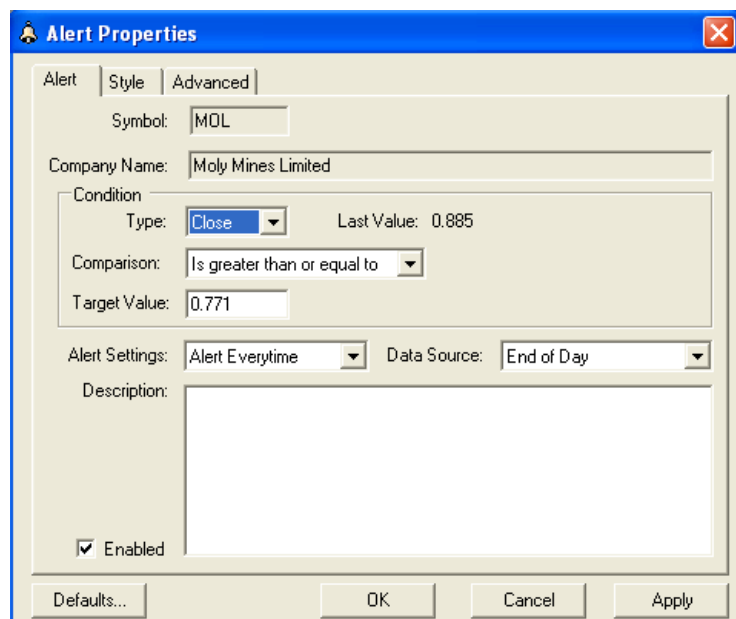 Alert Properties
Alert Style Advanced
Symbol: MOL
Company Name: Moly Mines Limited
Condition
Type: Close Last Value: 0.885
Comparison: Is greater than or equal to
Target Value: 0.771
Alert Settings: Alert Everytime Data Source: End of Day
Description:
Enabled
Defaults... OK Cancel Apply